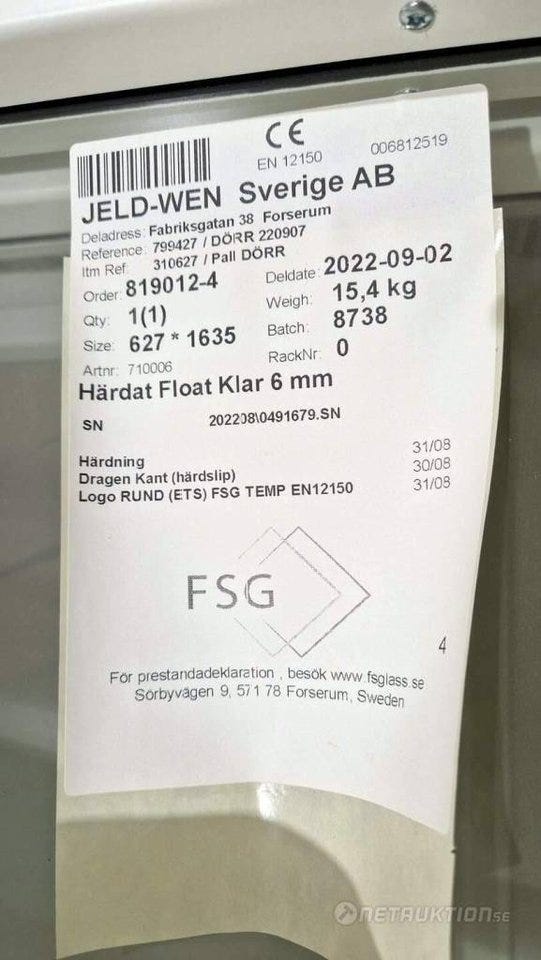 CE
EN 12150
006812519
JELD-WEN Sverige AB
Deladress: Fabriksgatan 38 Forserum
Reference: 799427 / DÖRR 220907
Itm Ref: 310627 / Pall DÖRR
Order: 819012-4 Deldate: 2022-09-02
Qty: 1(1) Weigh: 15,4 kg
Size: 627 * 1635 Batch: 8738
Artnr: 710006 RackNr: 0
Härdat Float Klar 6 mm
SN 202208\0491679.SN
Härdning 31/08
Dragen Kant (härdslip) 30/08
Logo RUND (ETS) FSG TEMP EN12150 31/08
FSG
4
För prestandadeklaration , besök www.fsglass.se
Sörbyvägen 9, 571 78 Forserum, Sweden
NETAUKTION.SE